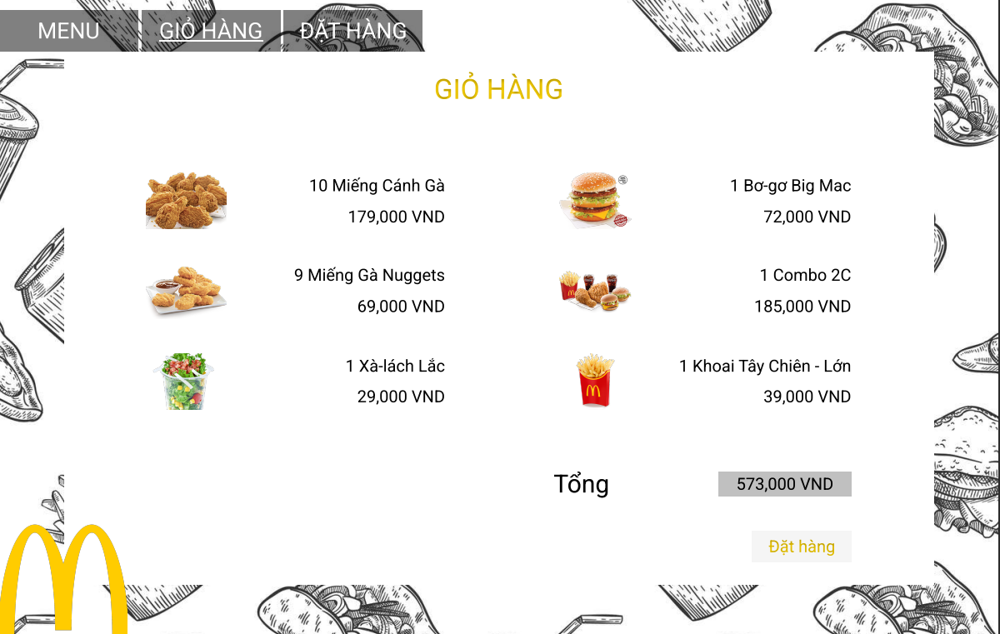 MENU
GIỎ HÀNG
ĐẶT HÀNG
GIỎ HÀNG
10 Miếng Cánh Gà
179,000 VND
1 Bơ-gơ Big Mac
72,000 VND
9 Miếng Gà Nuggets
69,000 VND
1 Combo 2C
185,000 VND
1 Xà-lách Lắc
29,000 VND
1 Khoai Tây Chiên - Lớn
39,000 VND
Tổng
573,000 VND
Đặt hàng